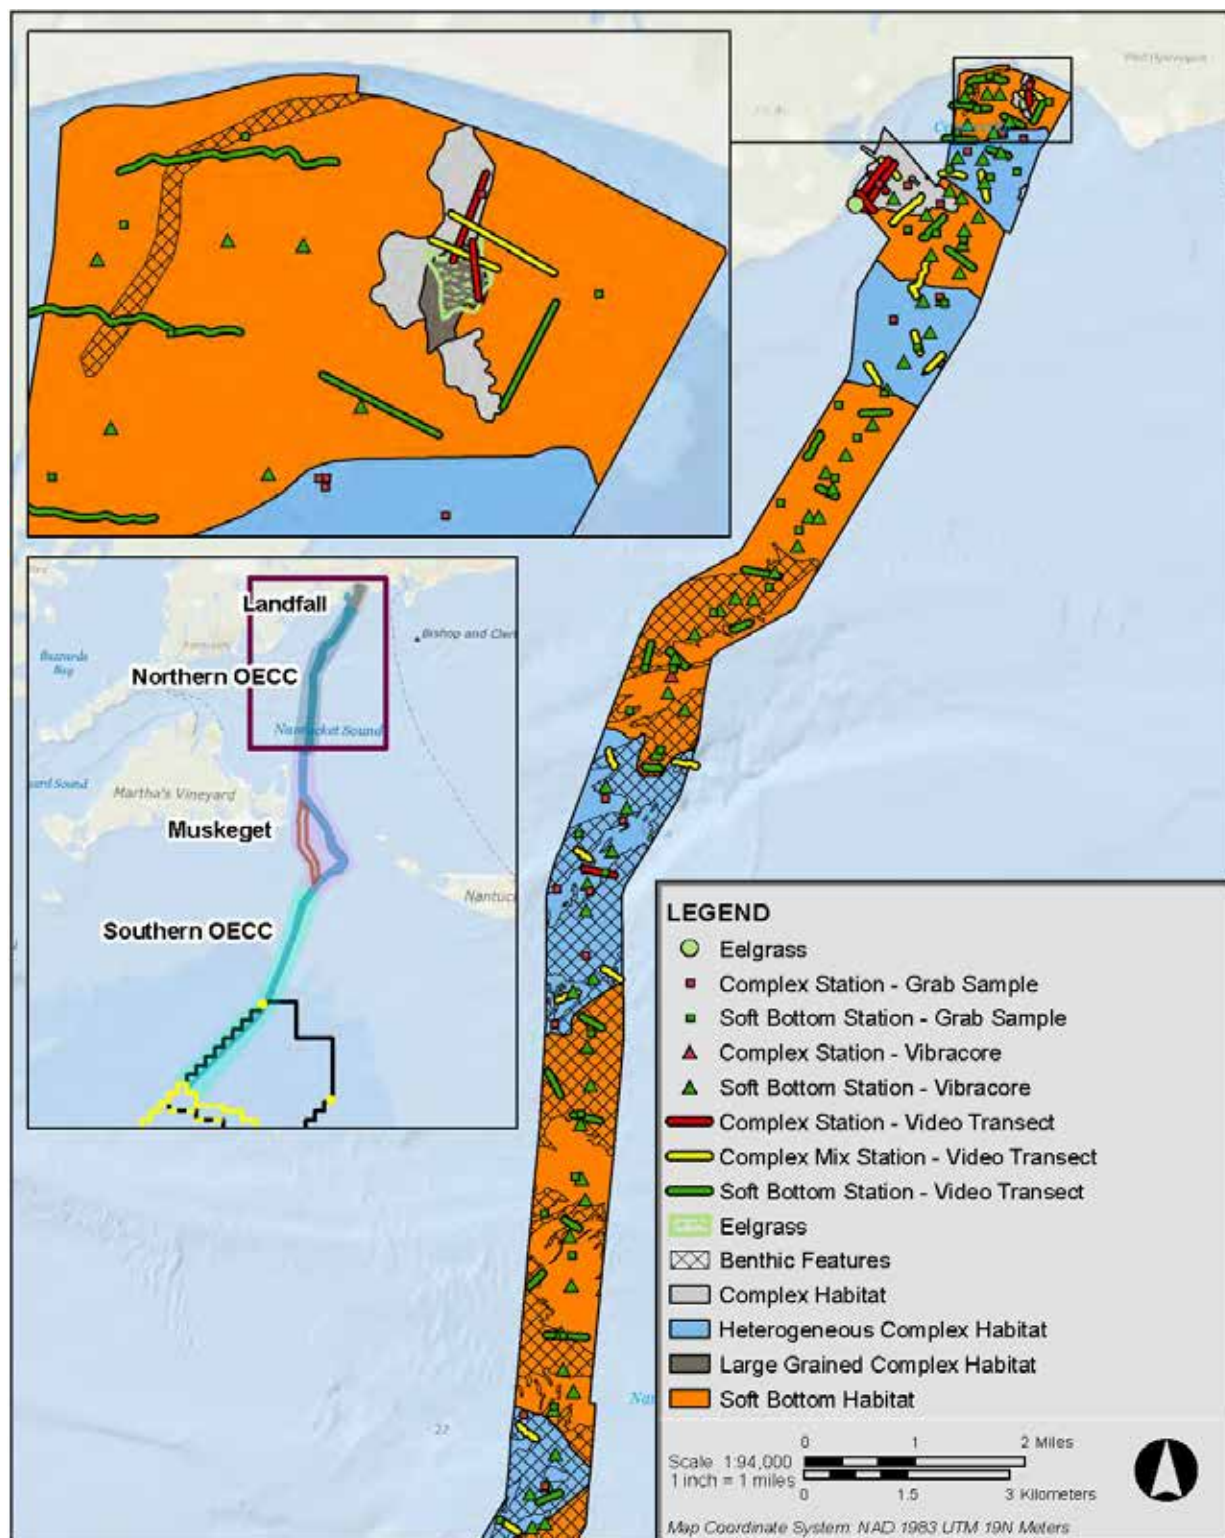 Landfall
Bishop and Cler
Northern OECC
Buzzards
Bay
Nantucket Sound
Martha's Vineyard
Muskeget
Nantuc
Southern OECC
22
LEGEND
Eelgrass
Complex Station - Grab Sample
Soft Bottom Station - Grab Sample
Complex Station - Vibracore
Soft Bottom Station - Vibracore
Complex Station - Video Transect
Complex Mix Station - Video Transect
Soft Bottom Station - Video Transect
Eelgrass
Benthic Features
Complex Habitat
Heterogeneous Complex Habitat
Large Grained Complex Habitat
Soft Bottom Habitat
0 1 2 Miles
Scale 1:94,000
1 inch = 1 miles
0 1.5 3 Kilometers
Map Coordinate System: NAD 1983 UTM 19N Meters